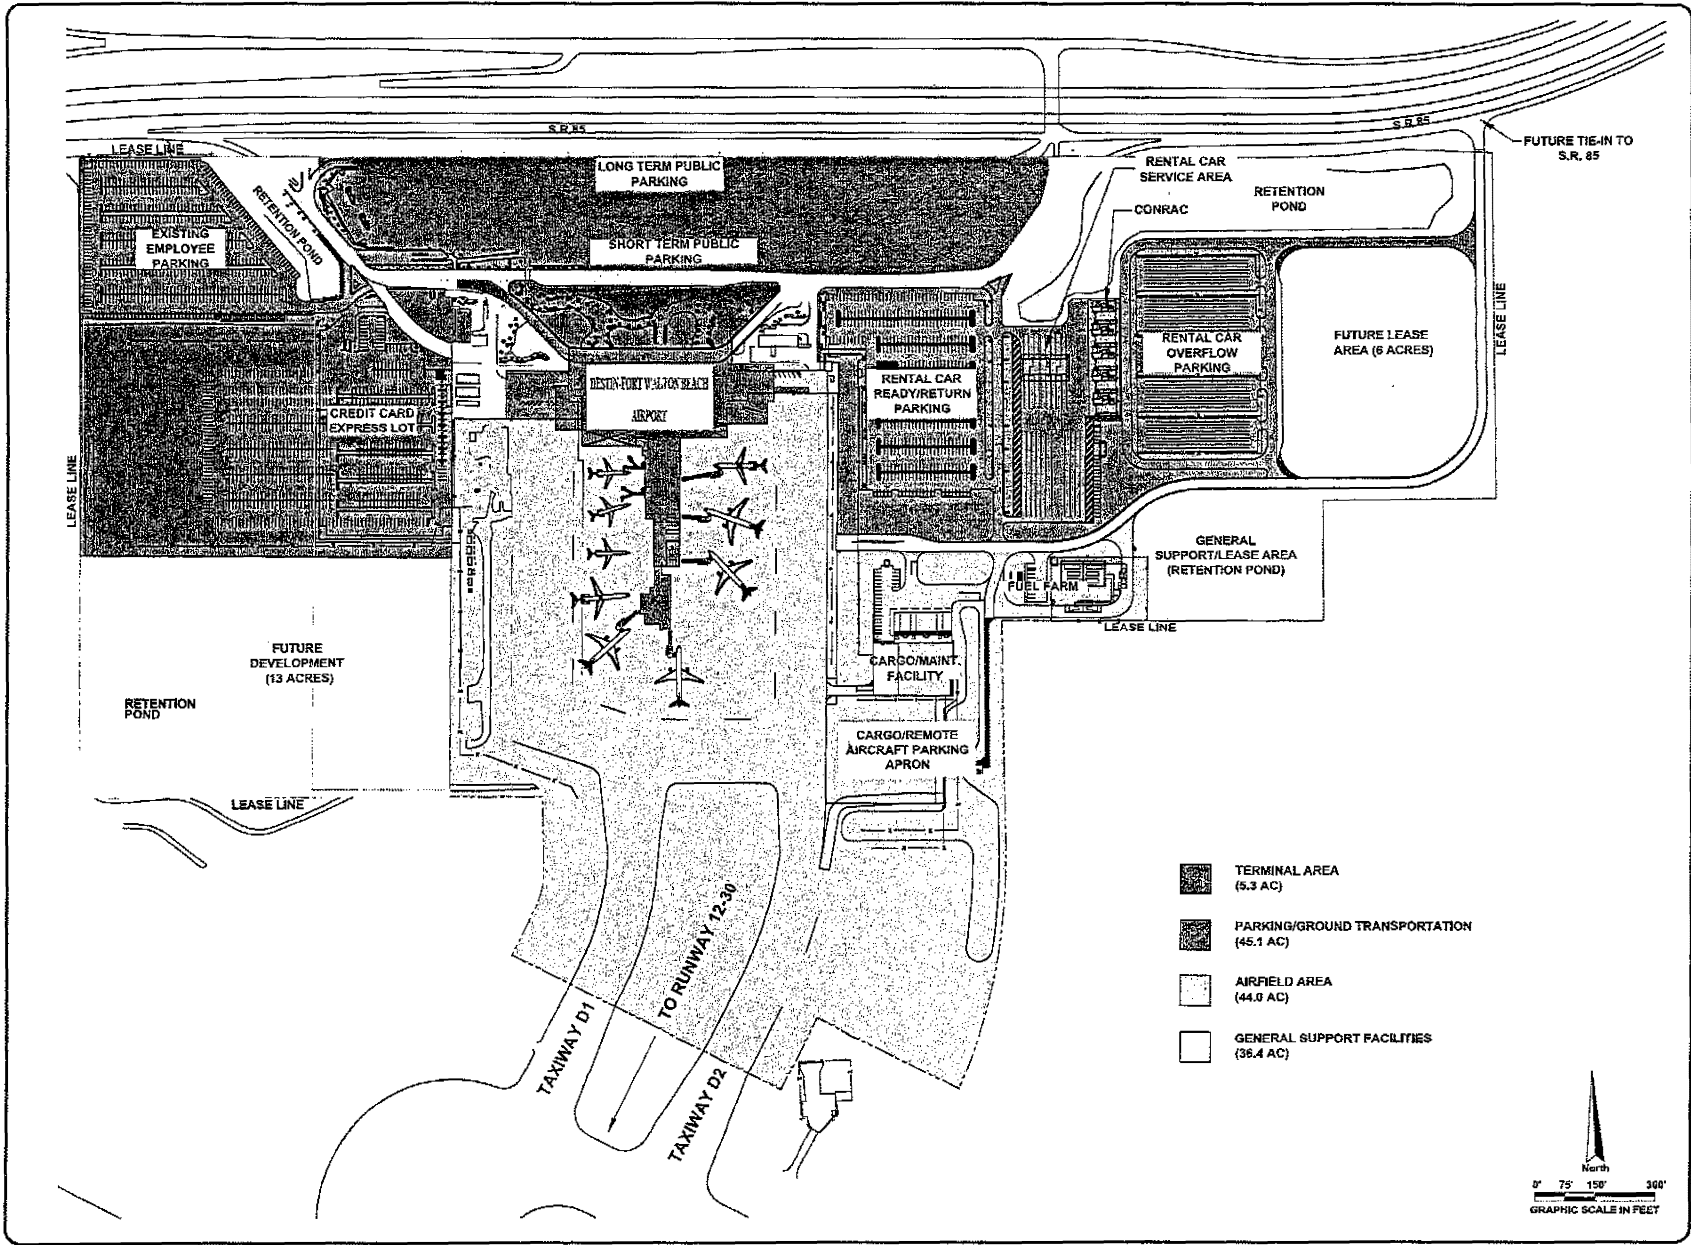 S.R. 85
S.R. 85
FUTURE TIE-IN TO
S.R. 85
LEASE LINE
LONG TERM PUBLIC
PARKING
RENTAL CAR
SERVICE AREA
RETENTION
POND
CONRAC
RETENTION POND
EXISTING
EMPLOYEE
PARKING
SHORT TERM PUBLIC
PARKING
LEASE LINE
FUTURE LEASE
AREA (6 ACRES)
RENTAL CAR
OVERFLOW
PARKING
DESTIN-FORT WALTON BEACH
AIRPORT
RENTAL CAR
READY/RETURN
PARKING
CREDIT CARD
EXPRESS LOT
LEASE LINE
GENERAL
SUPPORT/LEASE AREA
(RETENTION POND)
FUEL FARM
LEASE LINE
FUTURE
DEVELOPMENT
(13 ACRES)
RETENTION
POND
CARGO/MAINT.
FACILITY
CARGO/REMOTE
AIRCRAFT PARKING
APRON
LEASE LINE
TO RUNWAY 12-30
TAXIWAY D1
TAXIWAY D2
TERMINAL AREA
(5.3 AC)
PARKING/GROUND TRANSPORTATION
(45.1 AC)
AIRFIELD AREA
(44.0 AC)
GENERAL SUPPORT FACILITIES
(36.4 AC)
North
0' 75' 150' 300'
GRAPHIC SCALE IN FEET